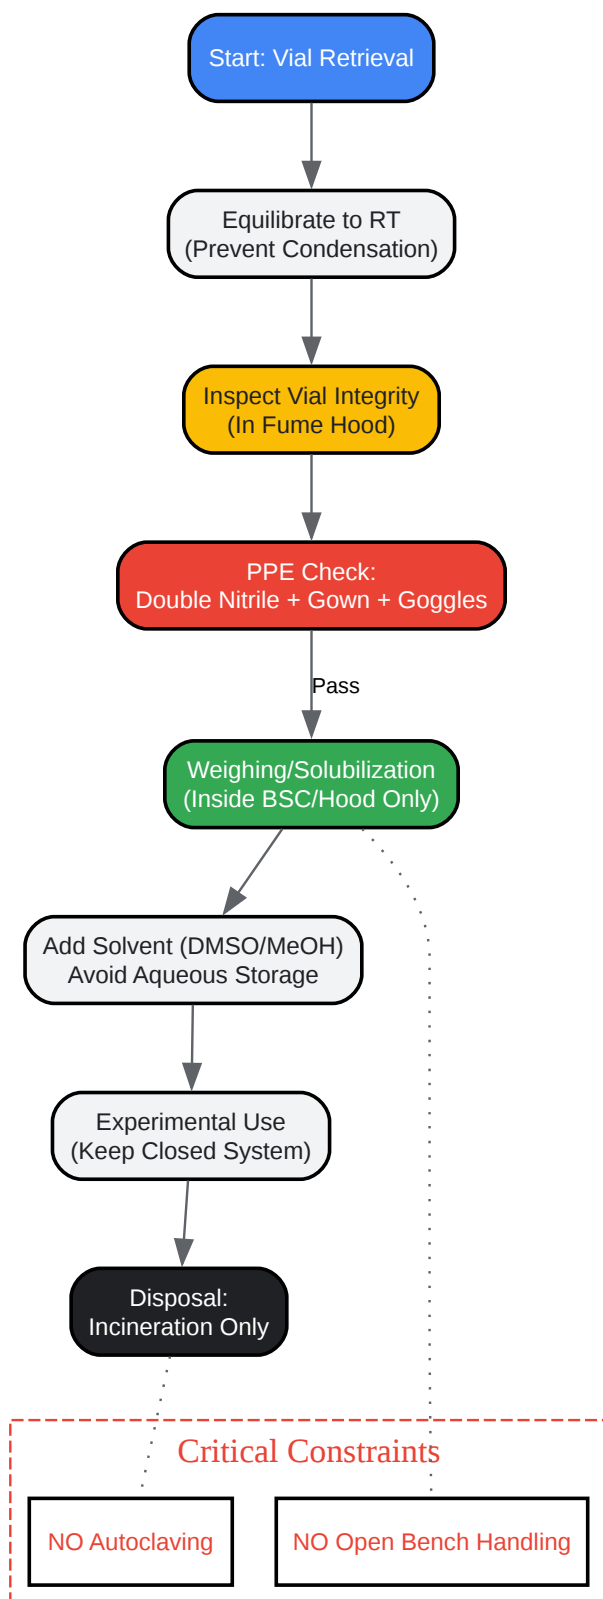 Start: Vial Retrieval
Equilibrate to RT
(Prevent Condensation)
Inspect Vial Integrity
(In Fume Hood)
PPE Check:
Double Nitrile + Gown + Goggles
Pass
Weighing/Solubilization
(Inside BSC/Hood Only)
Add Solvent (DMSO/MeOH)
Avoid Aqueous Storage
Experimental Use
(Keep Closed System)
Disposal:
Incineration Only
Critical Constraints
NO Autoclaving
NO Open Bench Handling